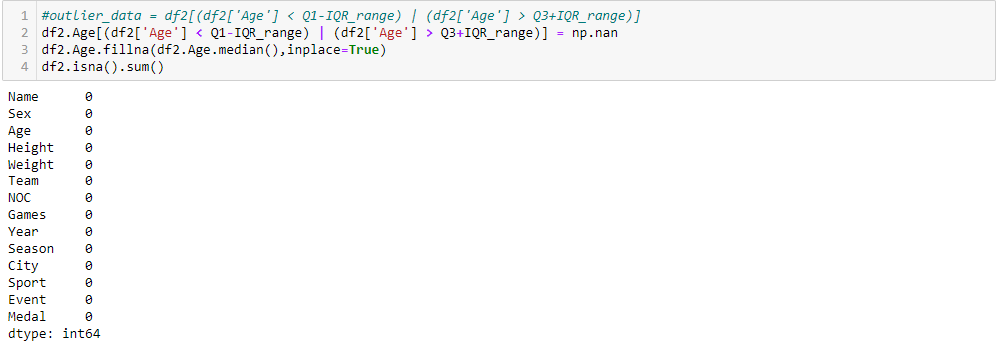 1 #outlier_data = df2[(df2['Age'] < Q1-IQR_range) | (df2['Age'] > Q3+IQR_range)]
2 df2.Age[(df2['Age'] < Q1-IQR_range) | (df2['Age'] > Q3+IQR_range)] = np.nan
3 df2.Age.fillna(df2.Age.median(),inplace=True)
4 df2.isna().sum()
Name 0
Sex 0
Age 0
Height 0
Weight 0
Team 0
NOC 0
Games 0
Year 0
Season 0
City 0
Sport 0
Event 0
Medal 0
dtype: int64